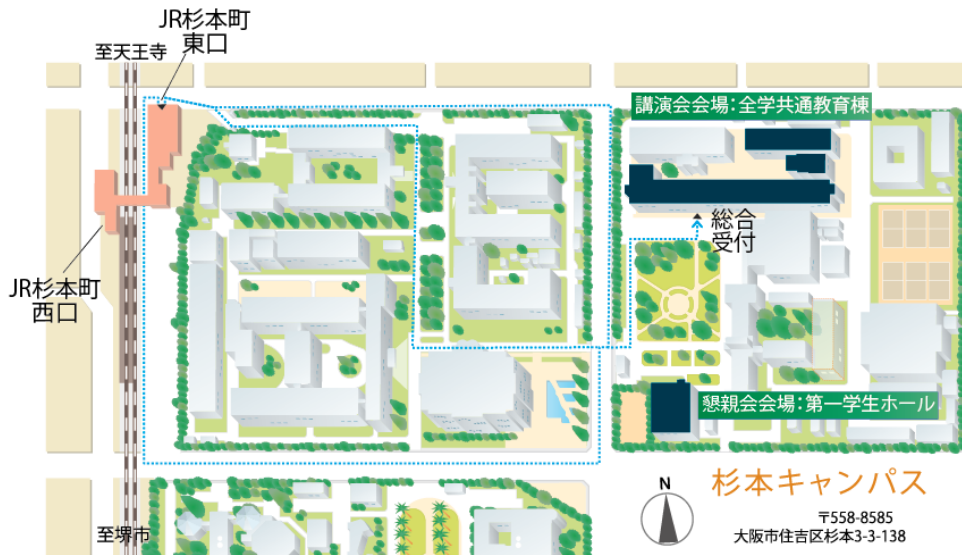 JR杉本町
東口
至天王寺
講演会会場:全学共通教育棟
総合
受付
JR杉本町
西口
懇親会会場:第一学生ホール
杉本キャンパス
N
〒558-8585
大阪市住吉区杉本3-3-138
至堺市